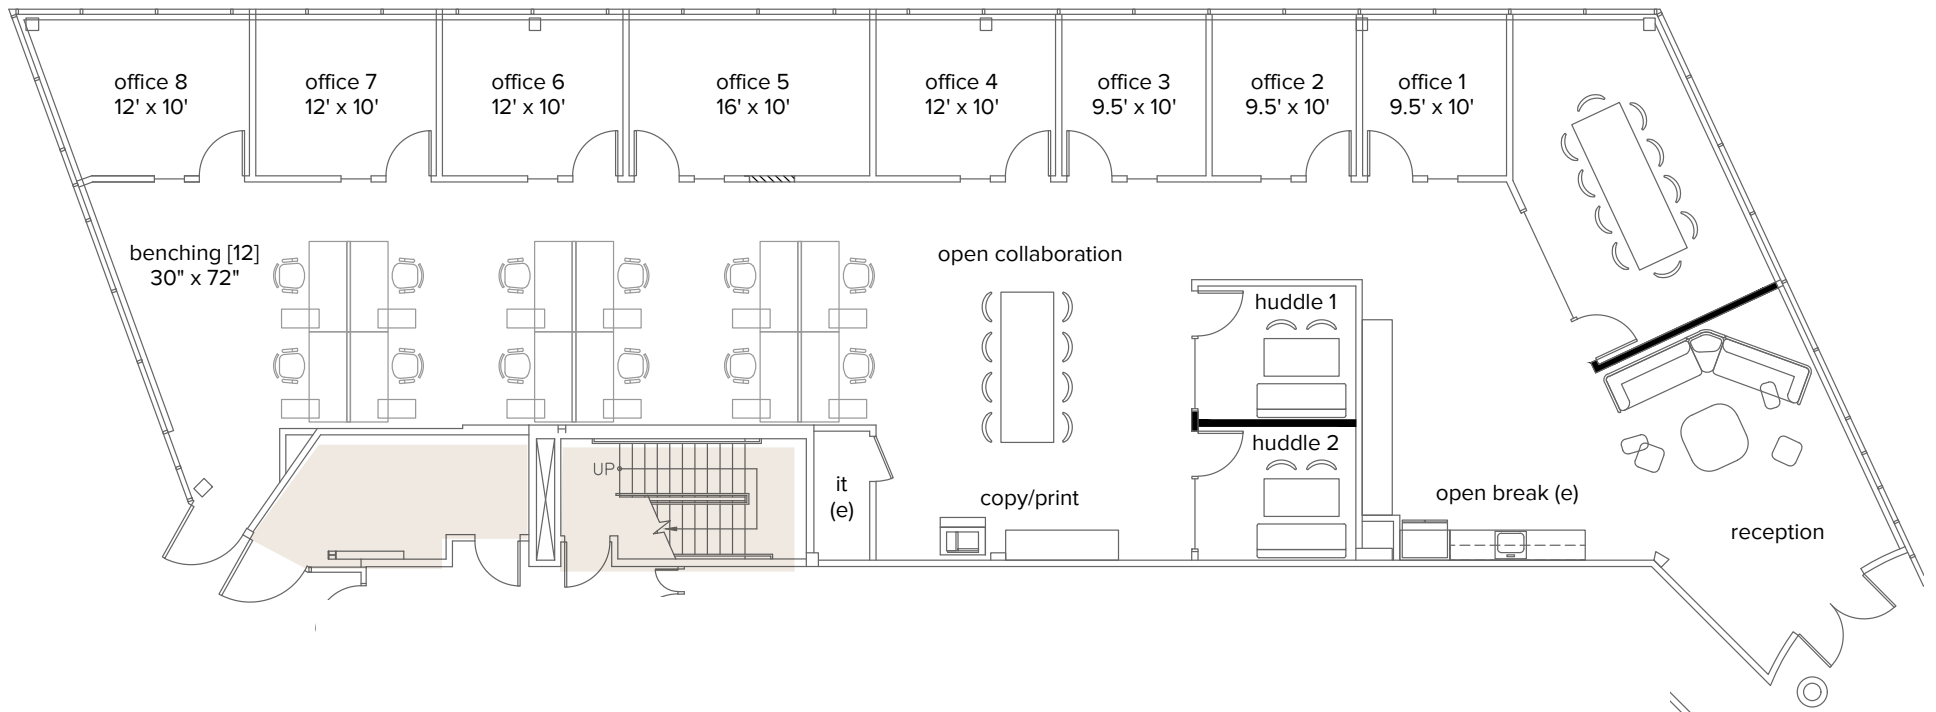 office 8
12' x 10'
office 7
12' x 10'
office 6
12' x 10'
office 5
16' x 10'
office 4
12' x 10'
office 3
9.5' x 10'
office 2
9.5' x 10'
office 1
9.5' x 10'
benching [12]
30" x 72"
open collaboration
huddle 1
huddle 2
UP
it
(e)
copy/print
open break (e)
reception